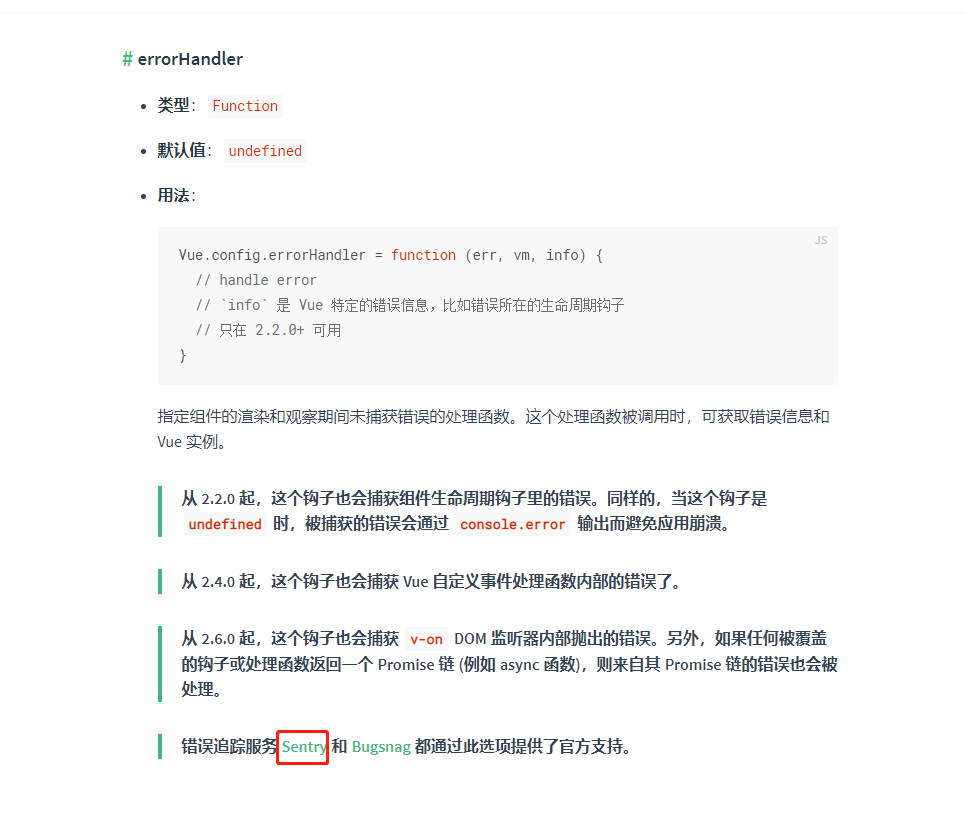 # errorHandler
类型： Function
默认值： undefined
用法：
JS
Vue.config.errorHandler = function (err, vm, info) {
// handle error
// `info` 是 Vue 特定的错误信息，比如错误所在的生命周期钩子
// 只在 2.2.0+ 可用
}
指定组件的渲染和观察期间未捕获错误的处理函数。这个处理函数被调用时，可获取错误信息和
Vue 实例。
从 2.2.0 起，这个钩子也会捕获组件生命周期钩子里的错误。同样的，当这个钩子是
undefined 时，被捕获的错误会通过 console.error 输出而避免应用崩溃。
从 2.4.0 起，这个钩子也会捕获 Vue 自定义事件处理函数内部的错误了。
从 2.6.0 起，这个钩子也会捕获 v-on DOM 监听器内部抛出的错误。另外，如果任何被覆盖
的钩子或处理函数返回一个 Promise 链 (例如 async 函数)，则来自其 Promise 链的错误也会被
处理。
错误追踪服务 Sentry 和 Bugsnag 都通过此选项提供了官方支持。